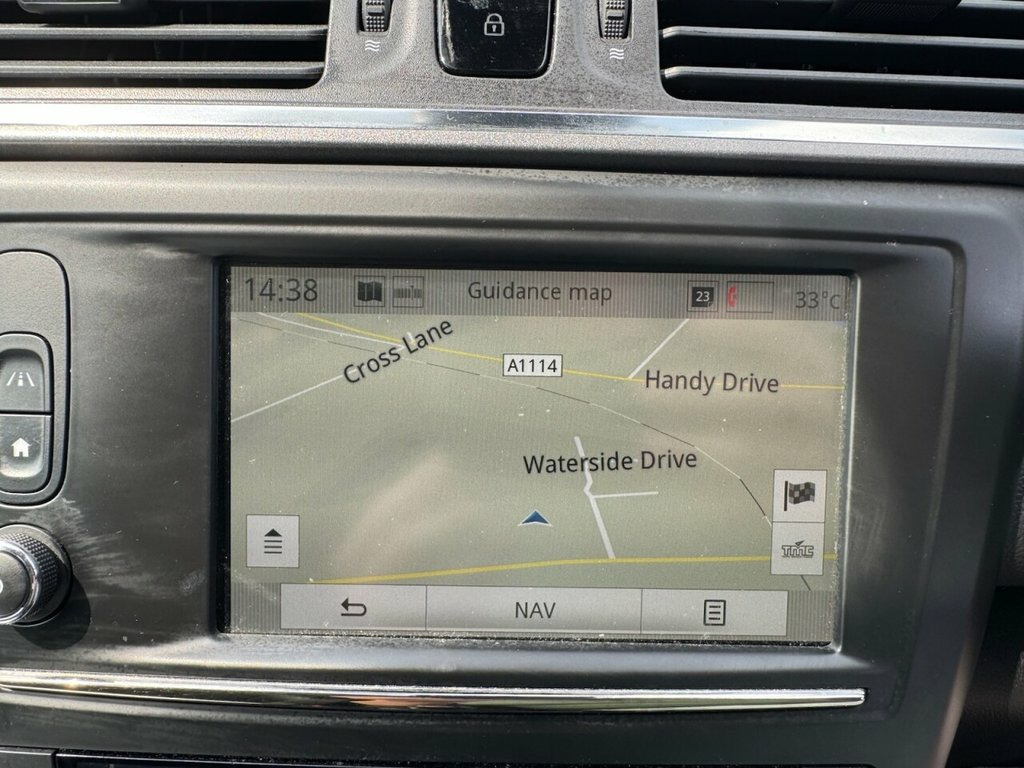 14:38
Guidance map
23
33°C
Cross Lane
A1114
Handy Drive
Waterside Drive
TMC
NAV